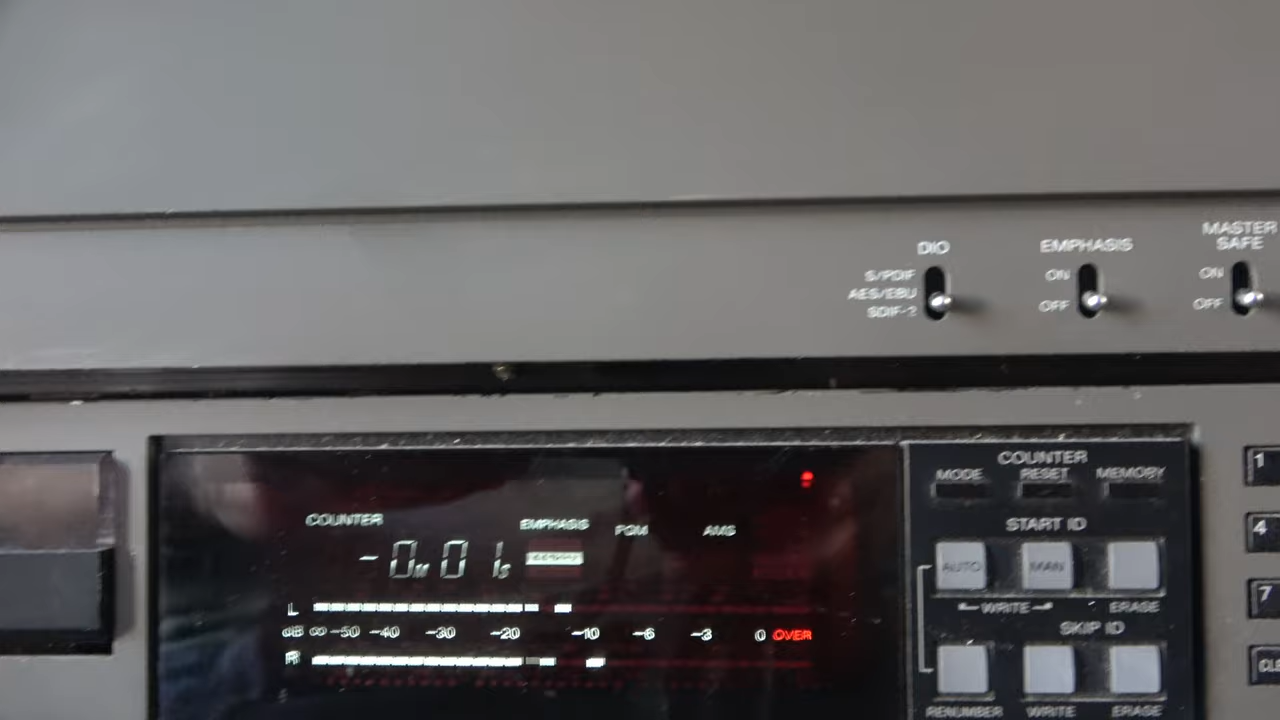 DIO
EMPHASIS
MASTER
SAFE
S/PDIF
AES/EBU
SDIF-2
ON
OFF
ON
OFF
COUNTER
MODE
RESET
MEMORY
START ID
AUTO
MAN
WRITE
ERASE
SKIP ID
RENUMBER
WRITE
ERASE
COUNTER
EMPHASIS
PGM
AMS
-0M01s
L
dB ∞ -50 -40 -30 -20 -10 -6 -3 0 OVER
R
1
4
7
CLE